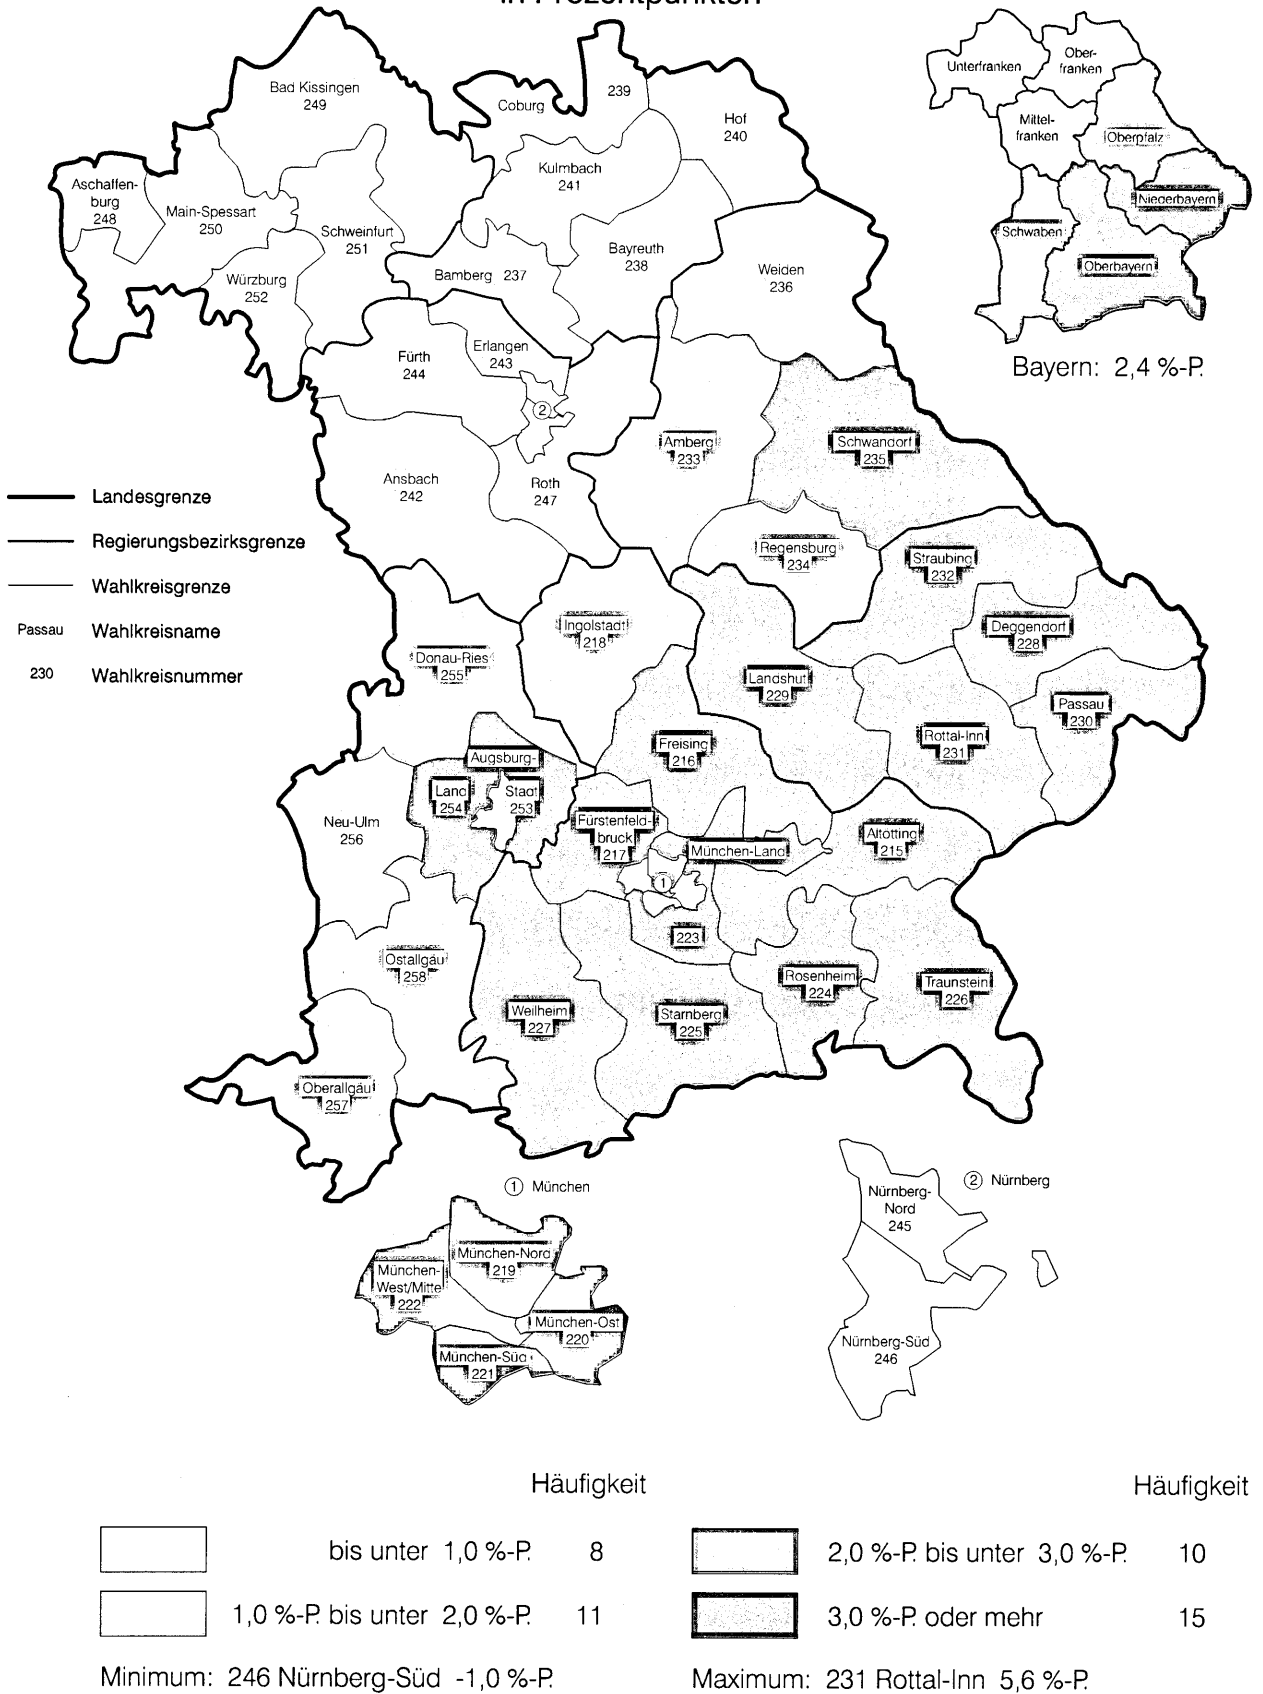 in Prozentpunkten
Bad Kissingen
249
Coburg
239
Hof
240
Kulmbach
241
Aschaffen-
burg
248
Main-Spessart
250
Schweinfurt
251
Würzburg
252
Bamberg 237
Bayreuth
238
Weiden
236
Unterfranken
Ober-
franken
Mittel-
franken
Oberpfalz
Niederbayern
Schwaben
Oberbayern
Bayern: 2,4 %-P.
Fürth
244
Erlangen
243
2
Ansbach
242
Roth
247
Amberg
233
Schwandorf
235
Regensburg
234
Straubing
232
Deggendorf
228
Landesgrenze
Regierungsbezirksgrenze
Wahlkreisgrenze
Passau Wahlkreisname
230 Wahlkreisnummer
Ingolstadt
218
Donau-Ries
255
Landshut
229
Passau
230
Rottal-Inn
231
Freising
216
Augsburg-
Land
254
Stadt
253
Neu-Ulm
256
Fürstenfeld-
bruck
217
München-Land
1
223
Altötting
215
Ostallgäu
258
Weilheim
227
Starnberg
225
Rosenheim
224
Traunstein
226
Oberallgäu
257
1 München
München-Nord
219
München-
West/Mitte
222
München-Ost
220
München-Süd
221
2 Nürnberg
Nürnberg-
Nord
245
Nürnberg-Süd
246
Häufigkeit Häufigkeit
bis unter 1,0 %-P. 8 2,0 %-P. bis unter 3,0 %-P. 10
1,0 %-P. bis unter 2,0 %-P. 11 3,0 %-P. oder mehr 15
Minimum: 246 Nürnberg-Süd -1,0 %-P. Maximum: 231 Rottal-Inn 5,6 %-P.